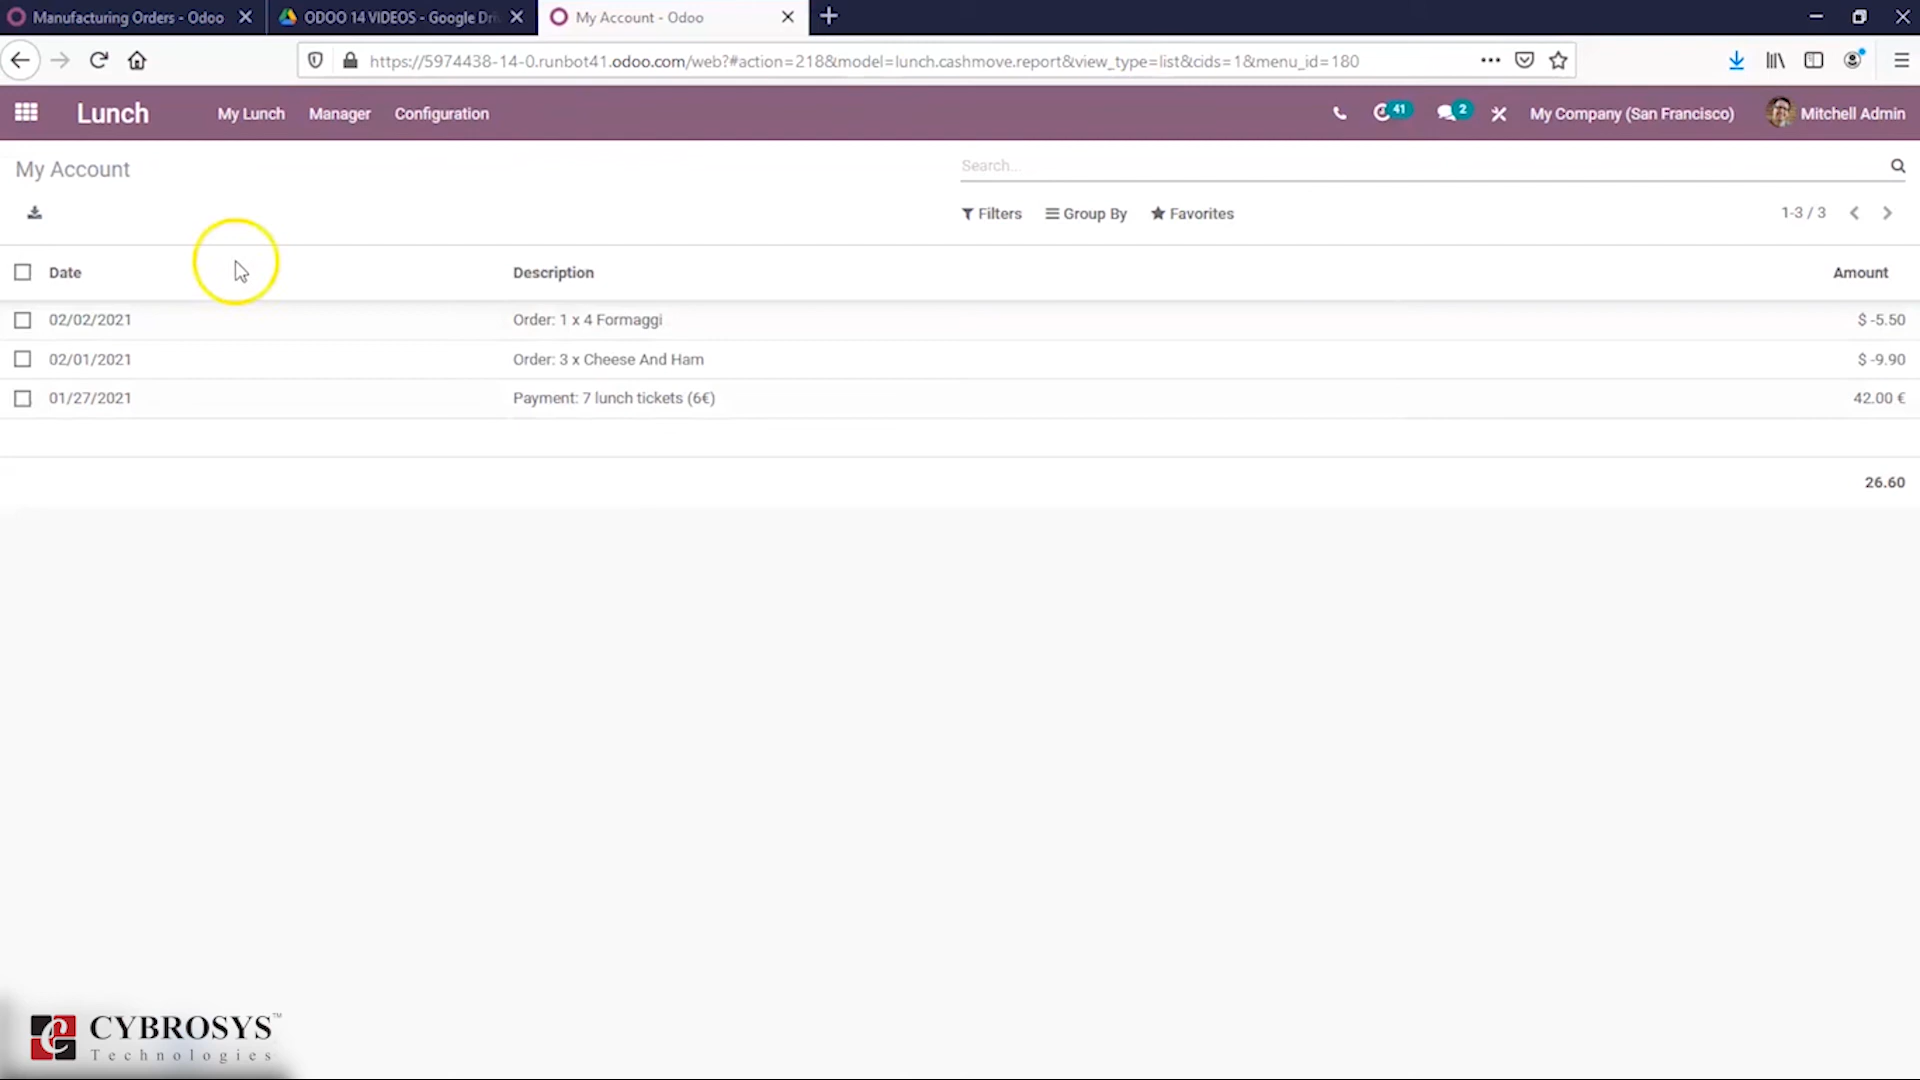 Manufacturing Orders - Odoo
ODOO 14 VIDEOS - Google Dri
My Account - Odoo
https://5974438-14-0.runbot41.odoo.com/web?#action=218&model=lunch.cashmove.report&view_type=list&cids=1&menu_id=180
Lunch My Lunch Manager Configuration 41 2 My Company (San Francisco) Mitchell Admin
My Account Search...
Filters Group By Favorites 1-3 / 3
Date Description Amount
02/02/2021 Order: 1 x 4 Formaggi $ -5.50
02/01/2021 Order: 3 x Cheese And Ham $ -9.90
01/27/2021 Payment: 7 lunch tickets (6€) 42.00 €
26.60
CYBROSYS™
Technologies